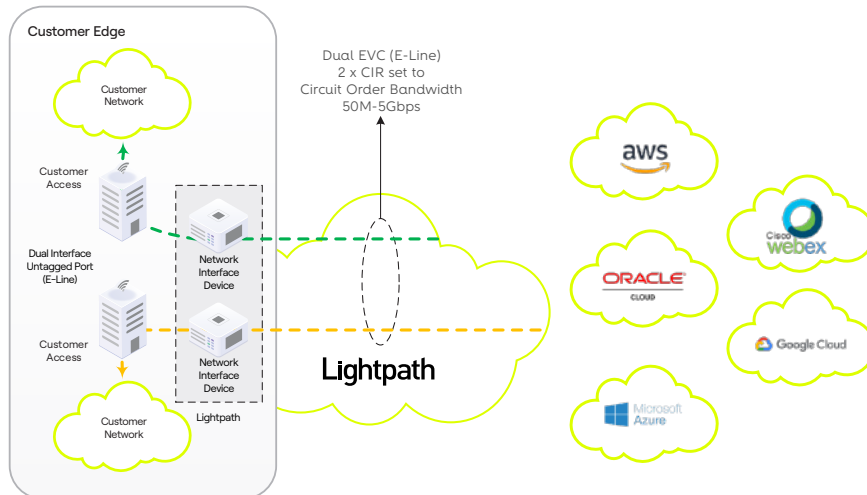 Customer Edge
Customer
Network
Customer
Access
Dual Interface
Untagged Port
(E-Line)
Customer
Access
Customer
Network
Network
Interface
Device
Network
Interface
Device
Lightpath
Dual EVC (E-Line)
2 x CIR set to
Circuit Order Bandwidth
50M-5Gbps
Lightpath
aws
Cisco
webex
ORACLE
CLOUD
Google Cloud
Microsoft
Azure